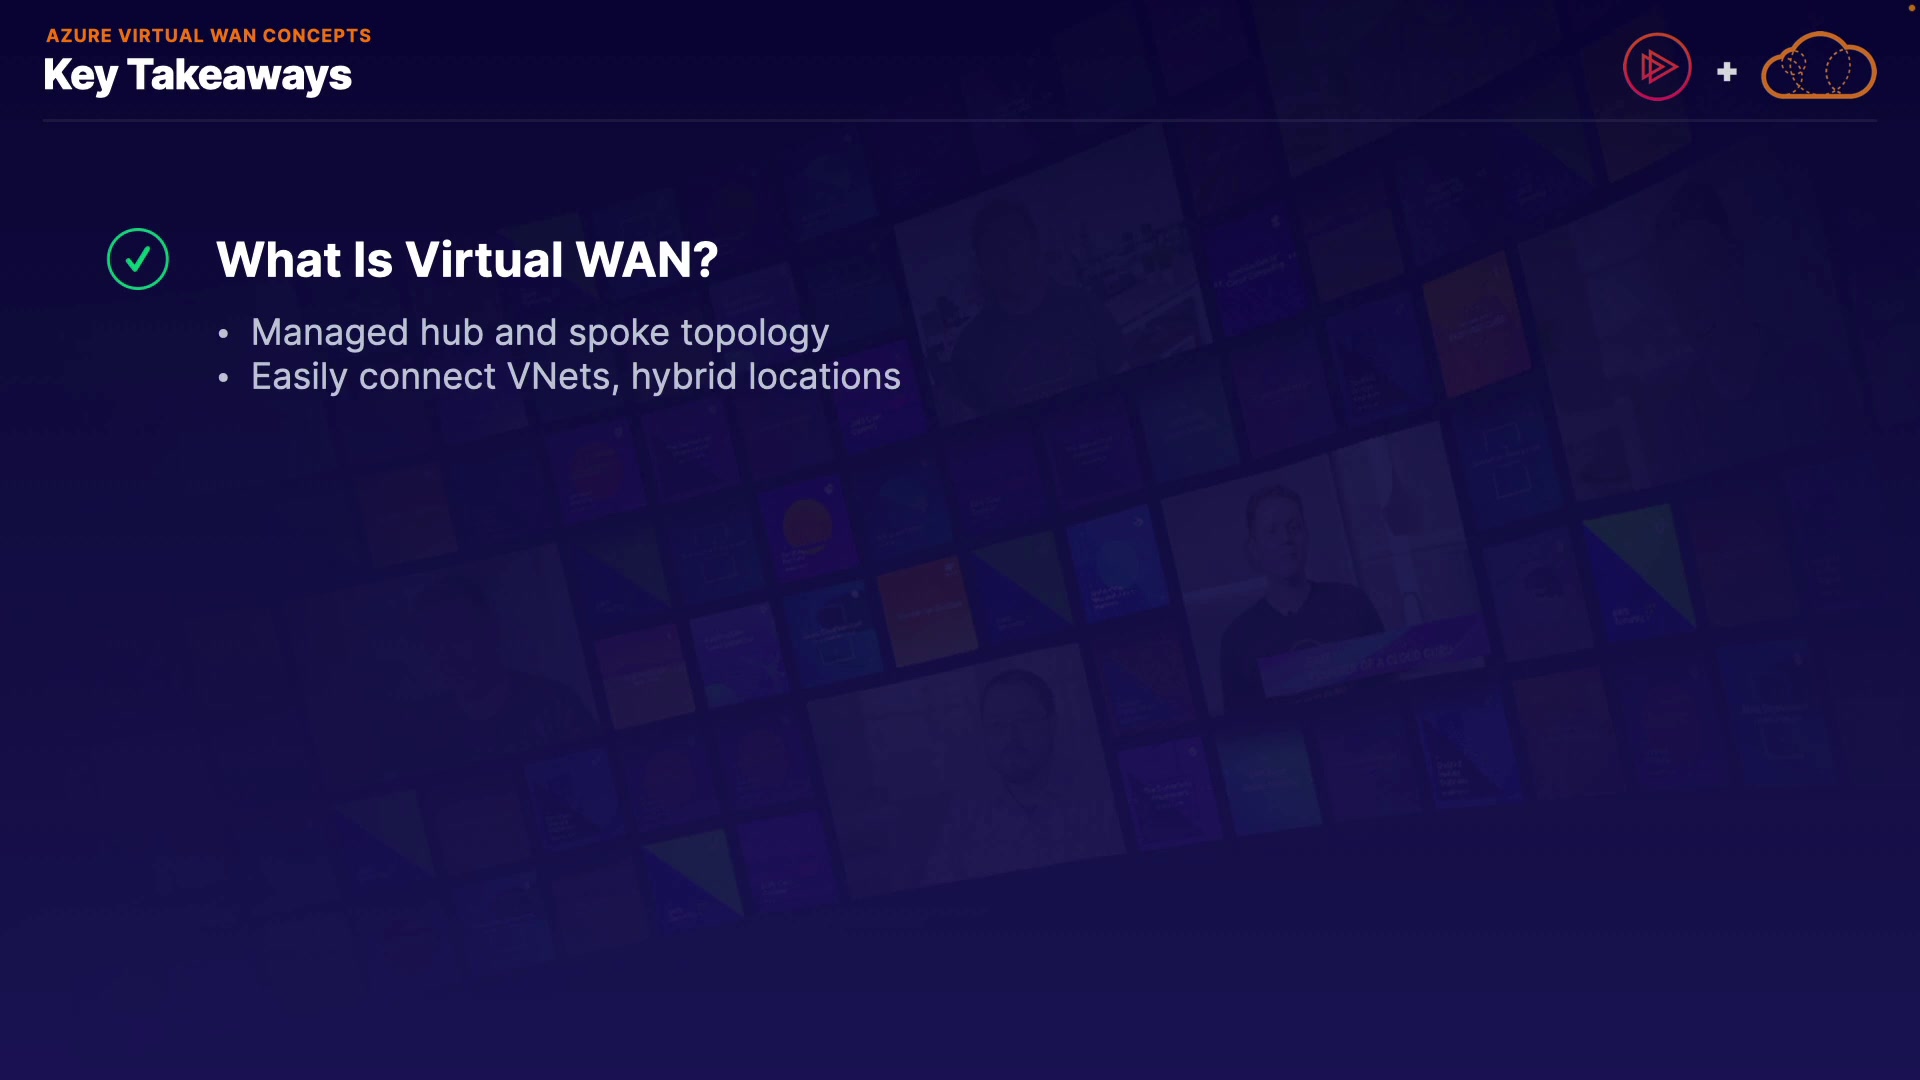 AZURE VIRTUAL WAN CONCEPTS
Key Takeaways
What Is Virtual WAN?
• Managed hub and spoke topology
• Easily connect VNets, hybrid locations